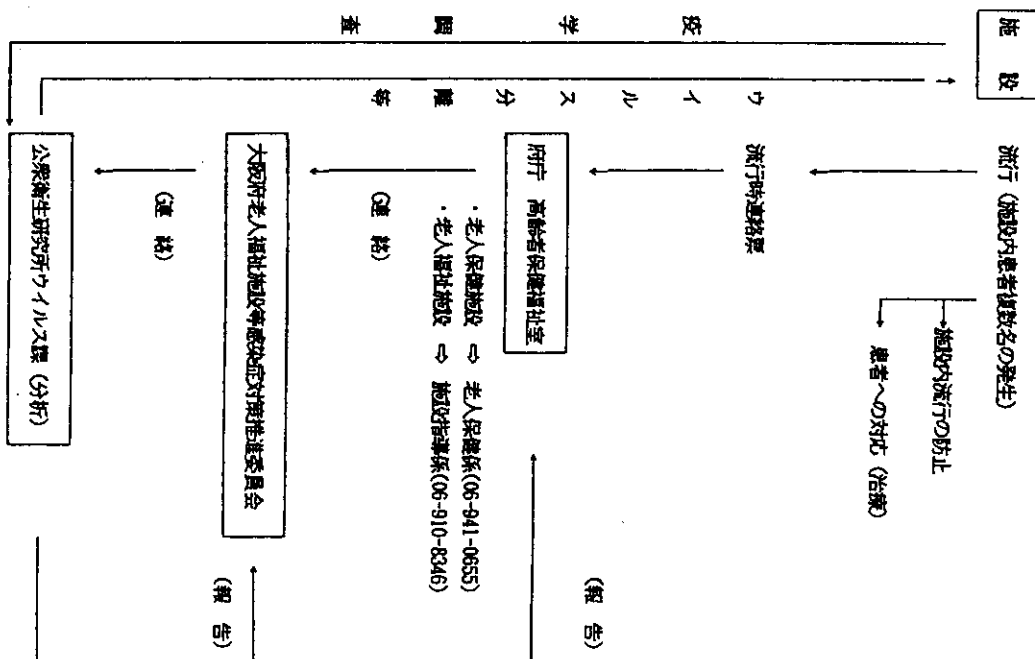 施設
疫学調査
ウイルス分離等
流行（施設内患者複数名の発生）
施設内流行の防止
患者への対応（治療）
流行時連絡票
府庁 高齢者保健福祉室
・老人保健施設 ⇨ 老人保健係(06-941-0655)
・老人福祉施設 ⇨ 施設指導係(06-910-8346)
（報告）
（連絡）
大阪府老人福祉施設等感染症対策推進委員会
（報告）
（連絡）
公衆衛生研究所ウイルス課（分析）